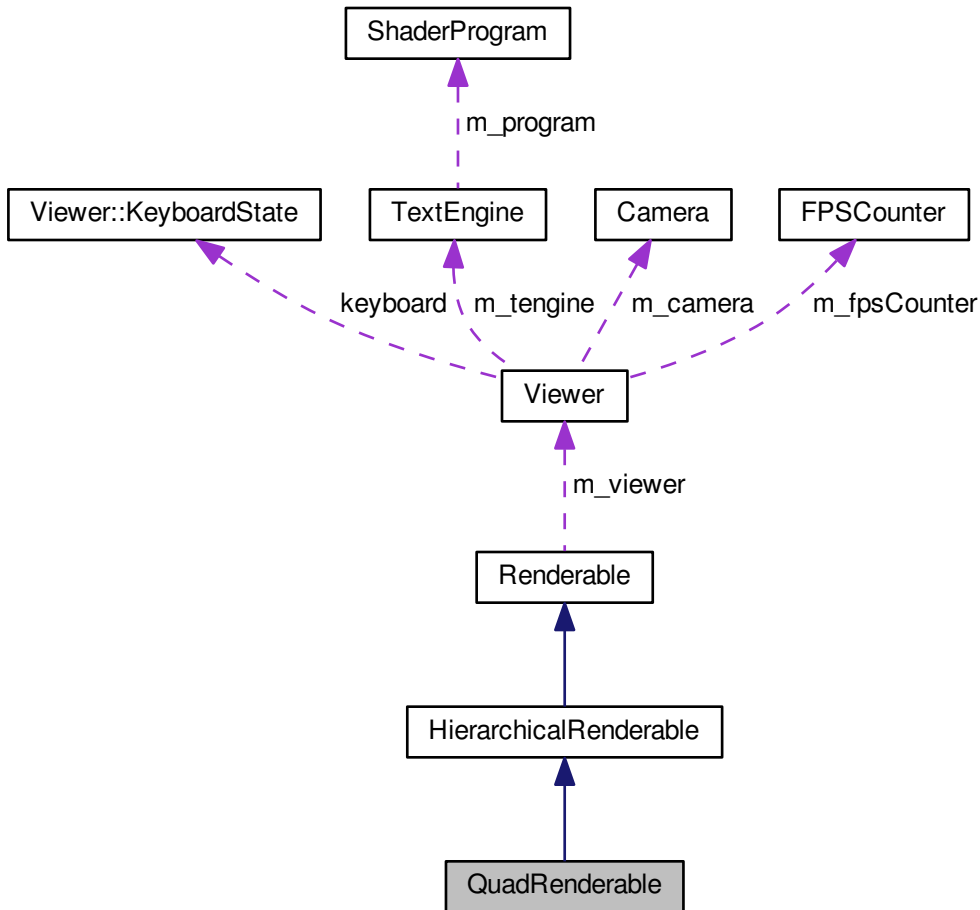 ShaderProgram
m_program
Viewer::KeyboardState
TextEngine
Camera
FPSCounter
keyboard
m_tengine
m_camera
m_fpsCounter
Viewer
m_viewer
Renderable
HierarchicalRenderable
QuadRenderable